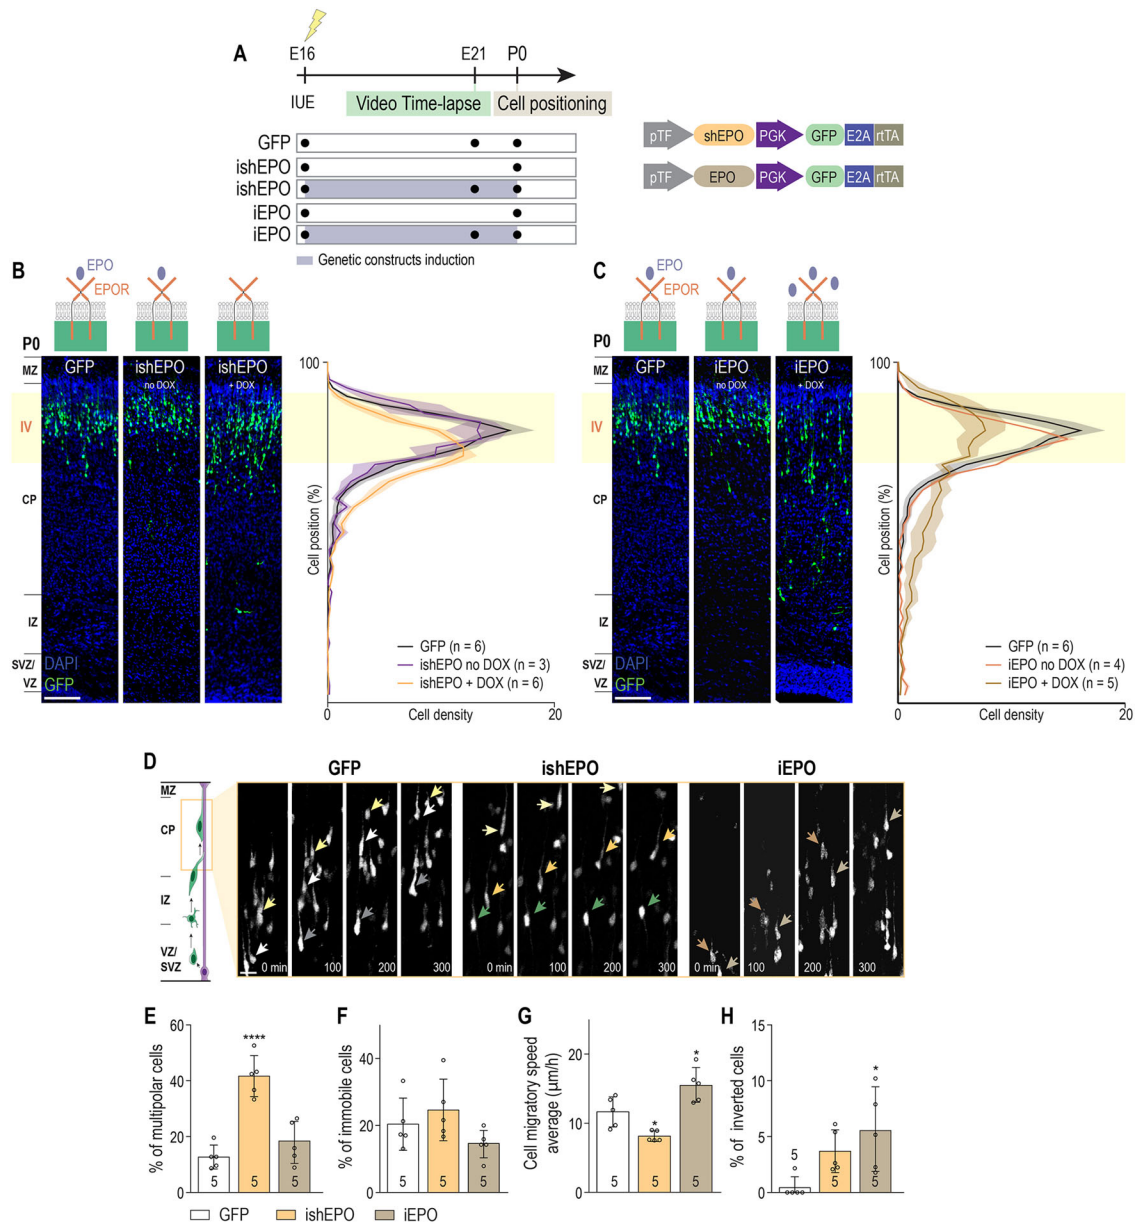 A
E16
E21
P0
IUE
Video Time-lapse
Cell positioning
GFP
ishEPO
ishEPO
iEPO
iEPO
Genetic constructs induction
pTF shEPO PGK GFP E2A rtTA
pTF EPO PGK GFP E2A rtTA
B
EPO
EPOR
P0
GFP
ishEPO
no DOX
ishEPO
+ DOX
MZ
IV
CP
IZ
SVZ/
VZ
DAPI
GFP
100
Cell position (%)
GFP (n = 6)
ishEPO no DOX (n = 3)
ishEPO + DOX (n = 6)
0
0
Cell density
20
C
EPO
EPOR
P0
GFP
iEPO
no DOX
iEPO
+ DOX
MZ
IV
CP
IZ
SVZ/
VZ
DAPI
GFP
100
Cell position (%)
GFP (n = 6)
iEPO no DOX (n = 4)
iEPO + DOX (n = 5)
0
0
Cell density
20
D
GFP
ishEPO
iEPO
MZ
CP
IZ
VZ/
SVZ
0 min 100 200 300
0 min 100 200 300
0 min 100 200 300
E
% of multipolar cells
60
40
20
0
****
5 5 5
F
% of immobile cells
40
20
0
5 5 5
G
Cell migratory speed
average (μm/h)
20
10
0
*
*
5 5 5
H
% of inverted cells
15
10
5
0
*
5 5 5
GFP ishEPO iEPO